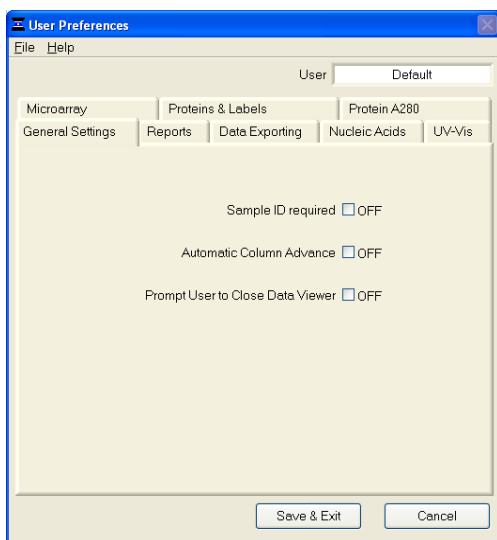 User Preferences
File Help
User Default
Microarray Proteins & Labels Protein A280
General Settings Reports Data Exporting Nucleic Acids UV-Vis
Sample ID required OFF
Automatic Column Advance OFF
Prompt User to Close Data Viewer OFF
Save & Exit Cancel